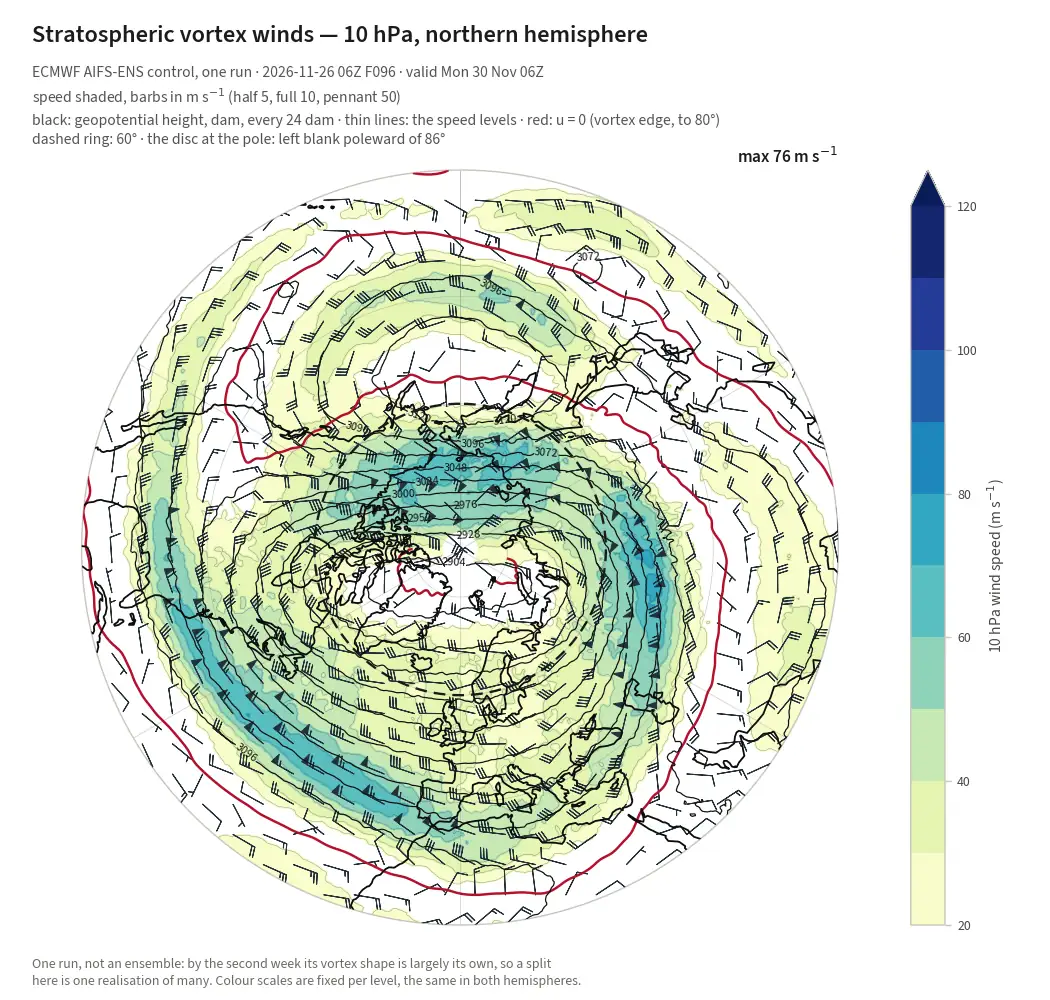 Stratospheric vortex winds — 10 hPa, northern hemisphere
ECMWF AIFS-ENS control, one run · 2026-11-26 06Z F096 · valid Mon 30 Nov 06Z
speed shaded, barbs in m s⁻¹ (half 5, full 10, pennant 50)
black: geopotential height, dam, every 24 dam · thin lines: the speed levels · red: u = 0 (vortex edge, to 80°)
dashed ring: 60° · the disc at the pole: left blank poleward of 86°
max 76 m s⁻¹
120
100
80
60
40
20
10 hPa wind speed (m s⁻¹)
3072
3096
3096
3072
3048
3000
2976
2928
2904
3096
One run, not an ensemble: by the second week its vortex shape is largely its own, so a split
here is one realisation of many. Colour scales are fixed per level, the same in both hemispheres.